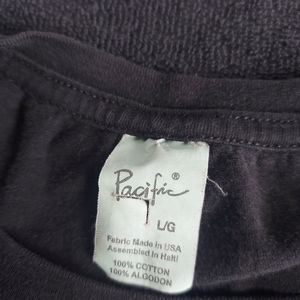 Pacific®
L/G
Fabric Made in USA
Assembled in Haiti
100% COTTON
100% ALGODON